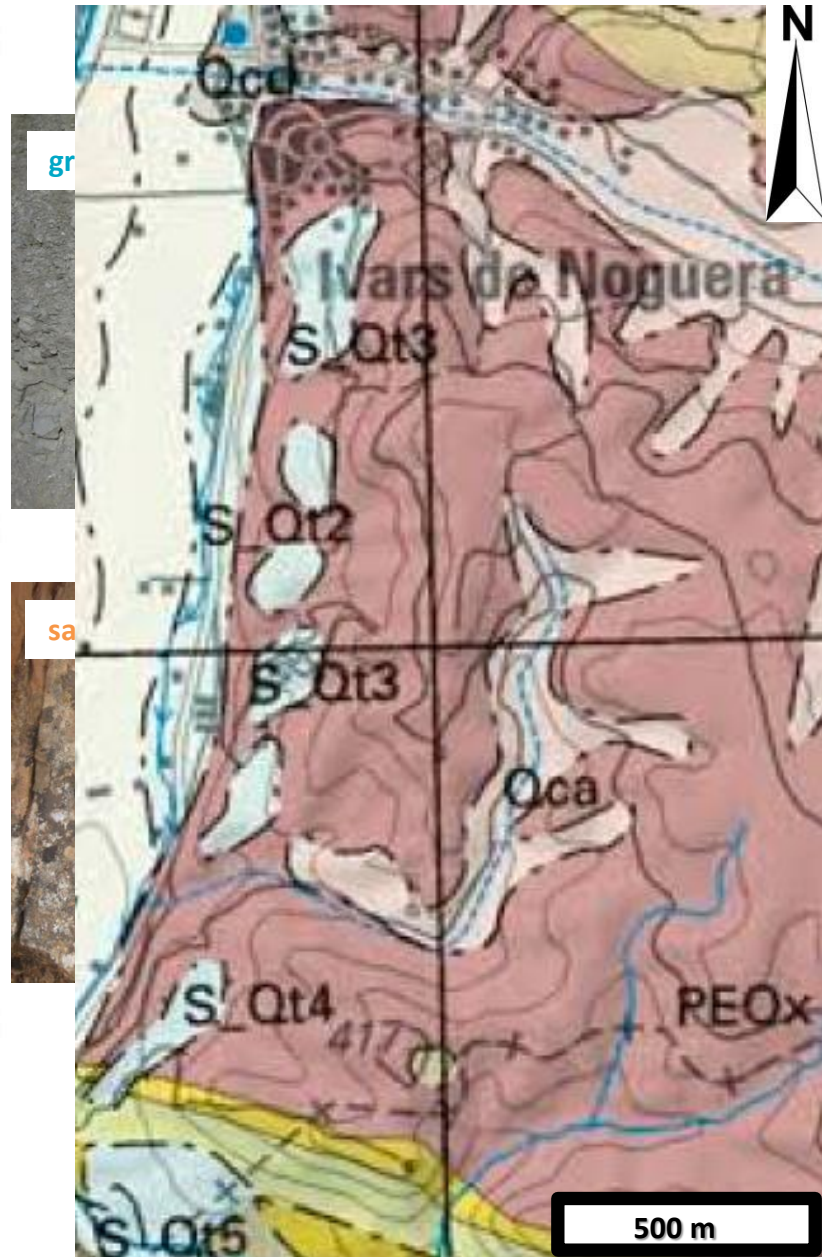 N
Qcd
gr
Ivars de Noguera
S_Qt3
S_Qt2
sa
S_Qt3
Qca
S_Qt4
417
PEOx
S_Qt5
500 m